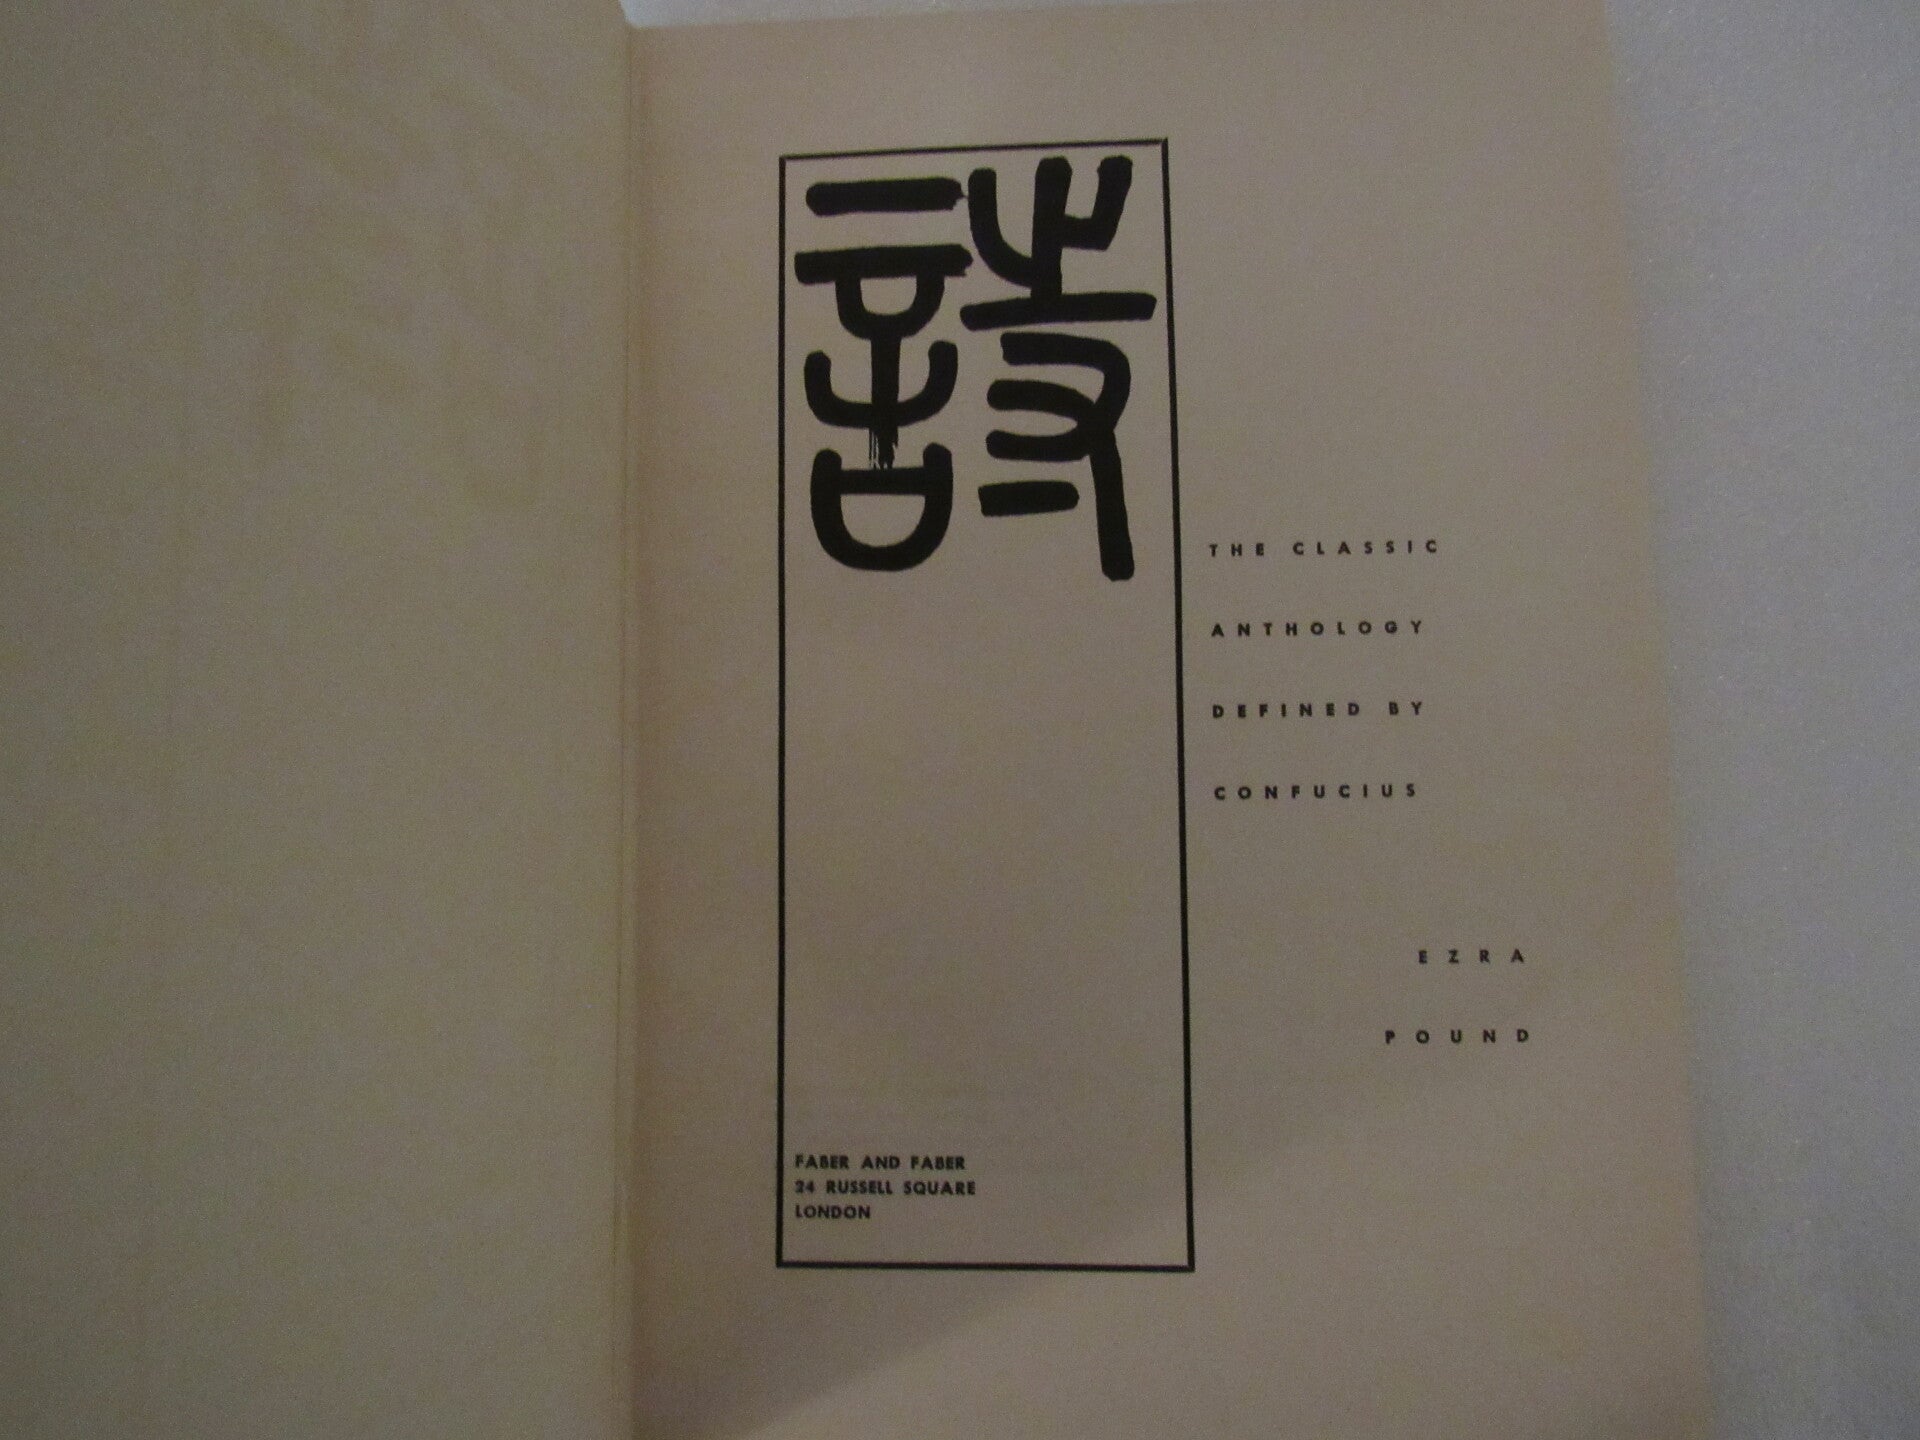 詩
THE CLASSIC
ANTHOLOGY
DEFINED BY
CONFUCIUS
EZRA
POUND
FABER AND FABER
24 RUSSELL SQUARE
LONDON